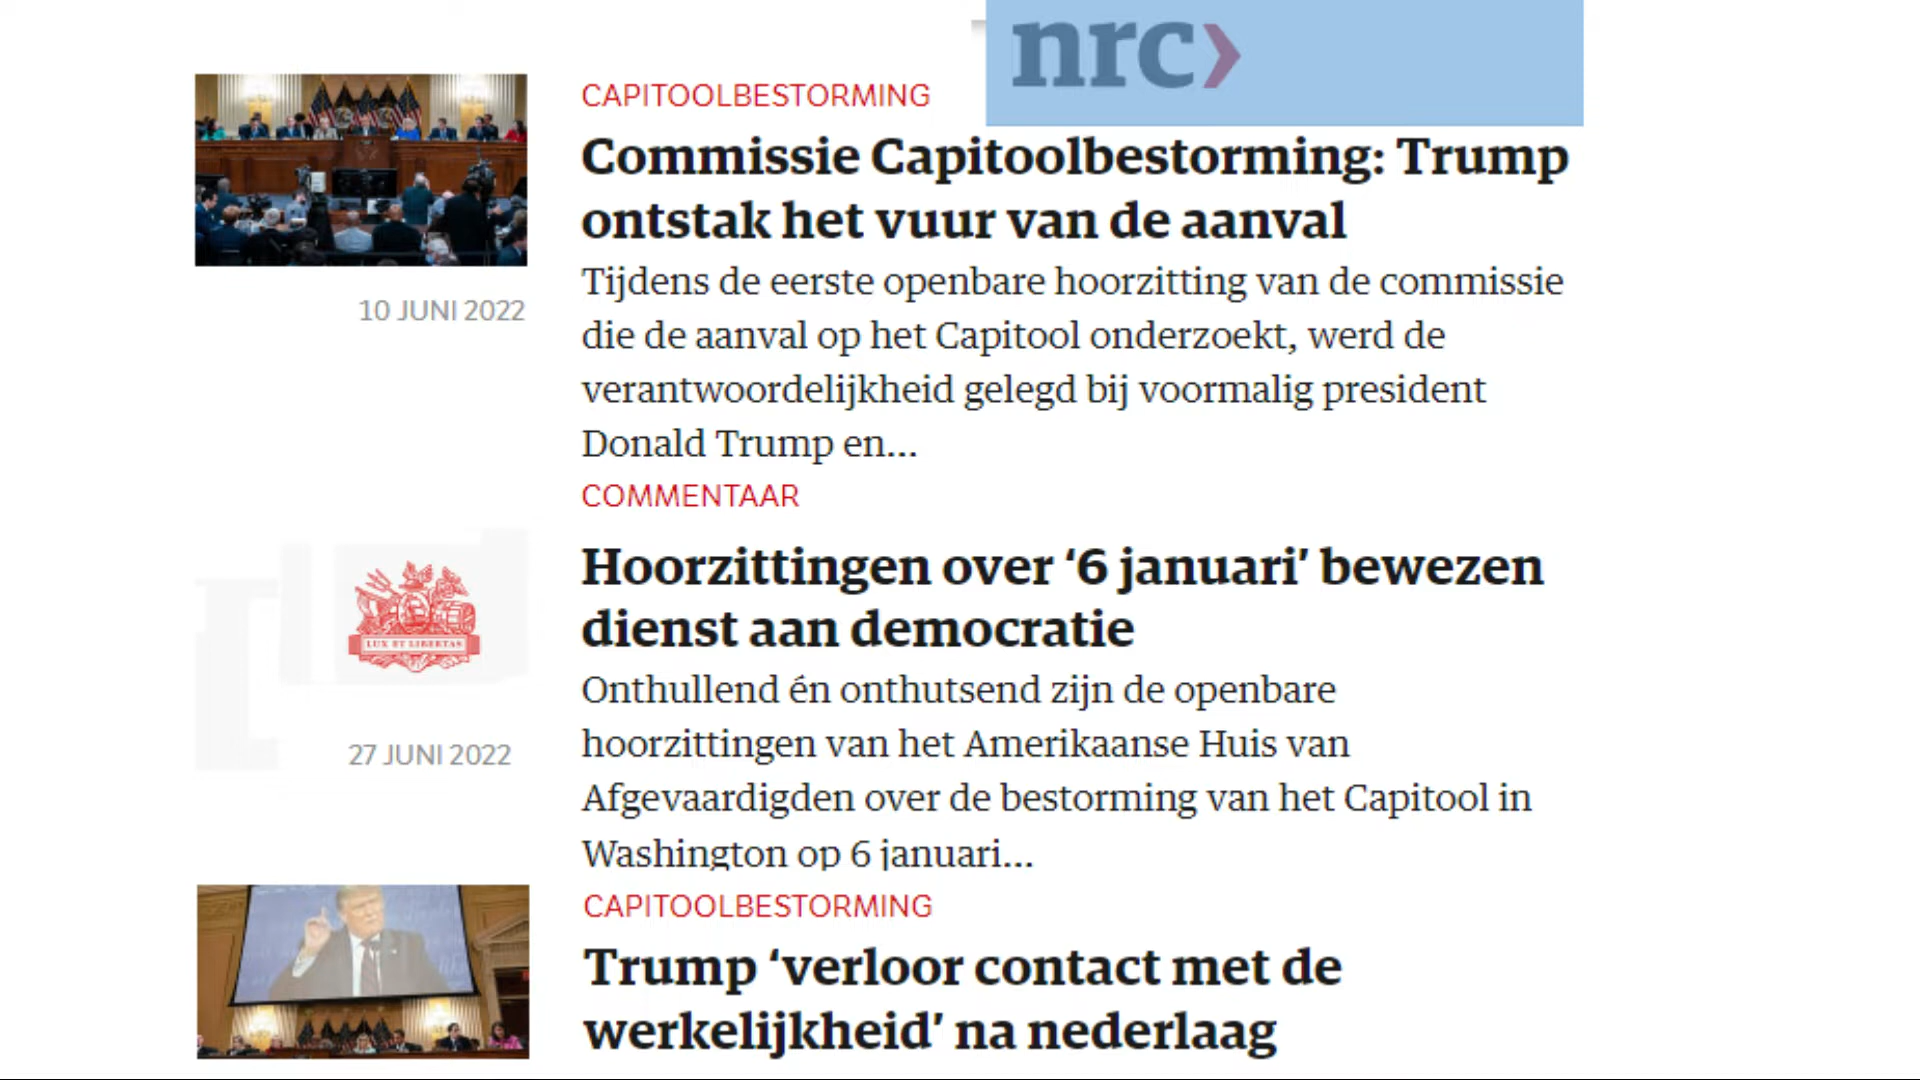 nrc>
CAPITOOLBESTORMING
Commissie Capitoolbestorming: Trump
ontstak het vuur van de aanval
10 JUNI 2022
Tijdens de eerste openbare hoorzitting van de commissie
die de aanval op het Capitool onderzoekt, werd de
verantwoordelijkheid gelegd bij voormalig president
Donald Trump en...
COMMENTAAR
Hoorzittingen over ‘6 januari’ bewezen
dienst aan democratie
LUX ET LIBERTAS
27 JUNI 2022
Onthullend én onthutsend zijn de openbare
hoorzittingen van het Amerikaanse Huis van
Afgevaardigden over de bestorming van het Capitool in
Washington op 6 januari...
CAPITOOLBESTORMING
Trump ‘verloor contact met de
werkelijkheid’ na nederlaag